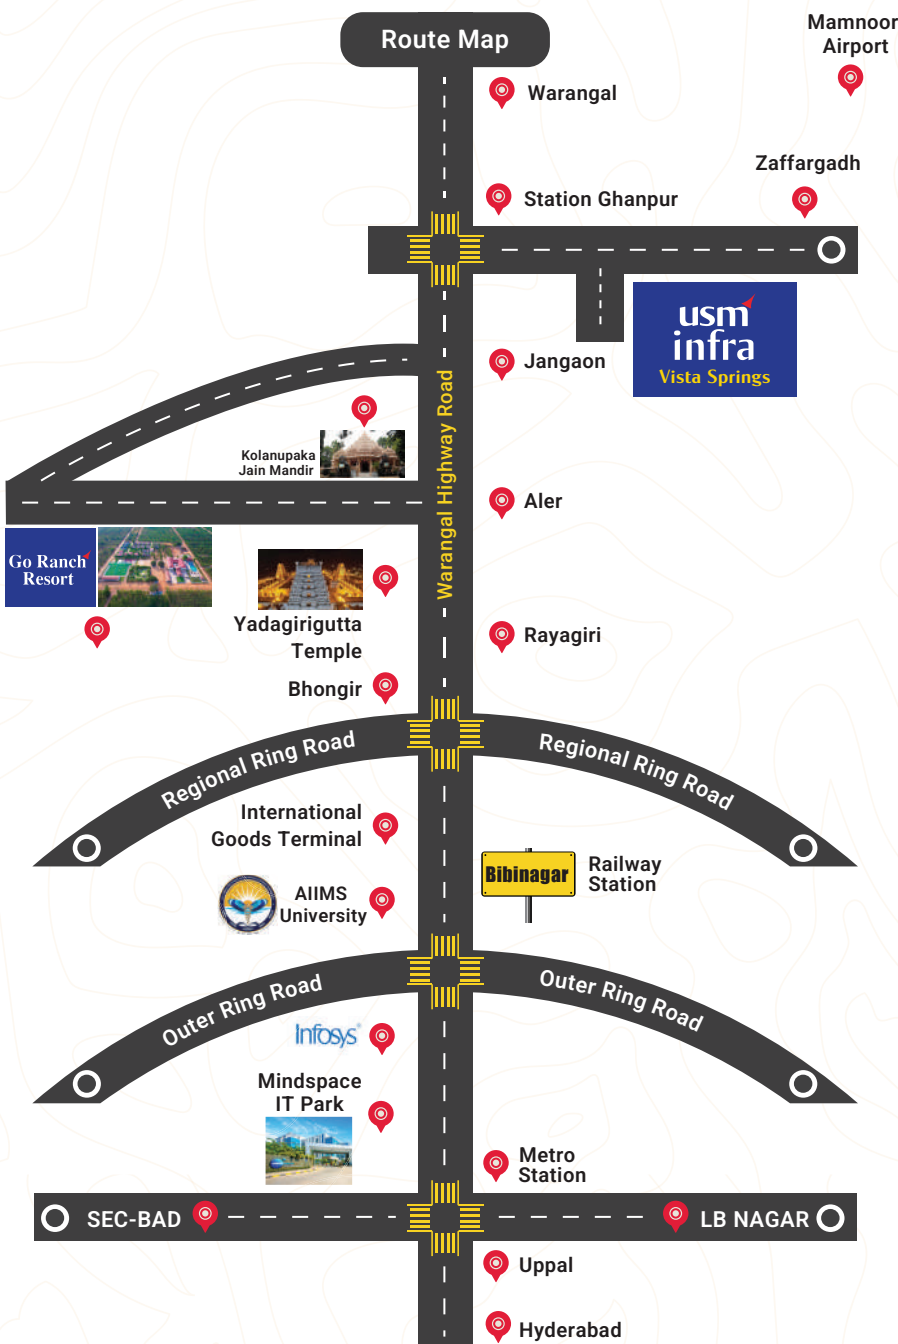 Route Map
Mamnoor
Airport
Warangal
Zaffargadh
Station Ghanpur
usm
infra
Vista Springs
Jangaon
Warangal Highway Road
Kolanupaka
Jain Mandir
Aler
Go Ranch
Resort
Yadagirigutta
Temple
Rayagiri
Bhongir
Regional Ring Road
Regional Ring Road
International
Goods Terminal
Bibinagar
Railway
Station
AIIMS
University
Outer Ring Road
Outer Ring Road
Infosys®
Mindspace
IT Park
Metro
Station
SEC-BAD
LB NAGAR
Uppal
Hyderabad